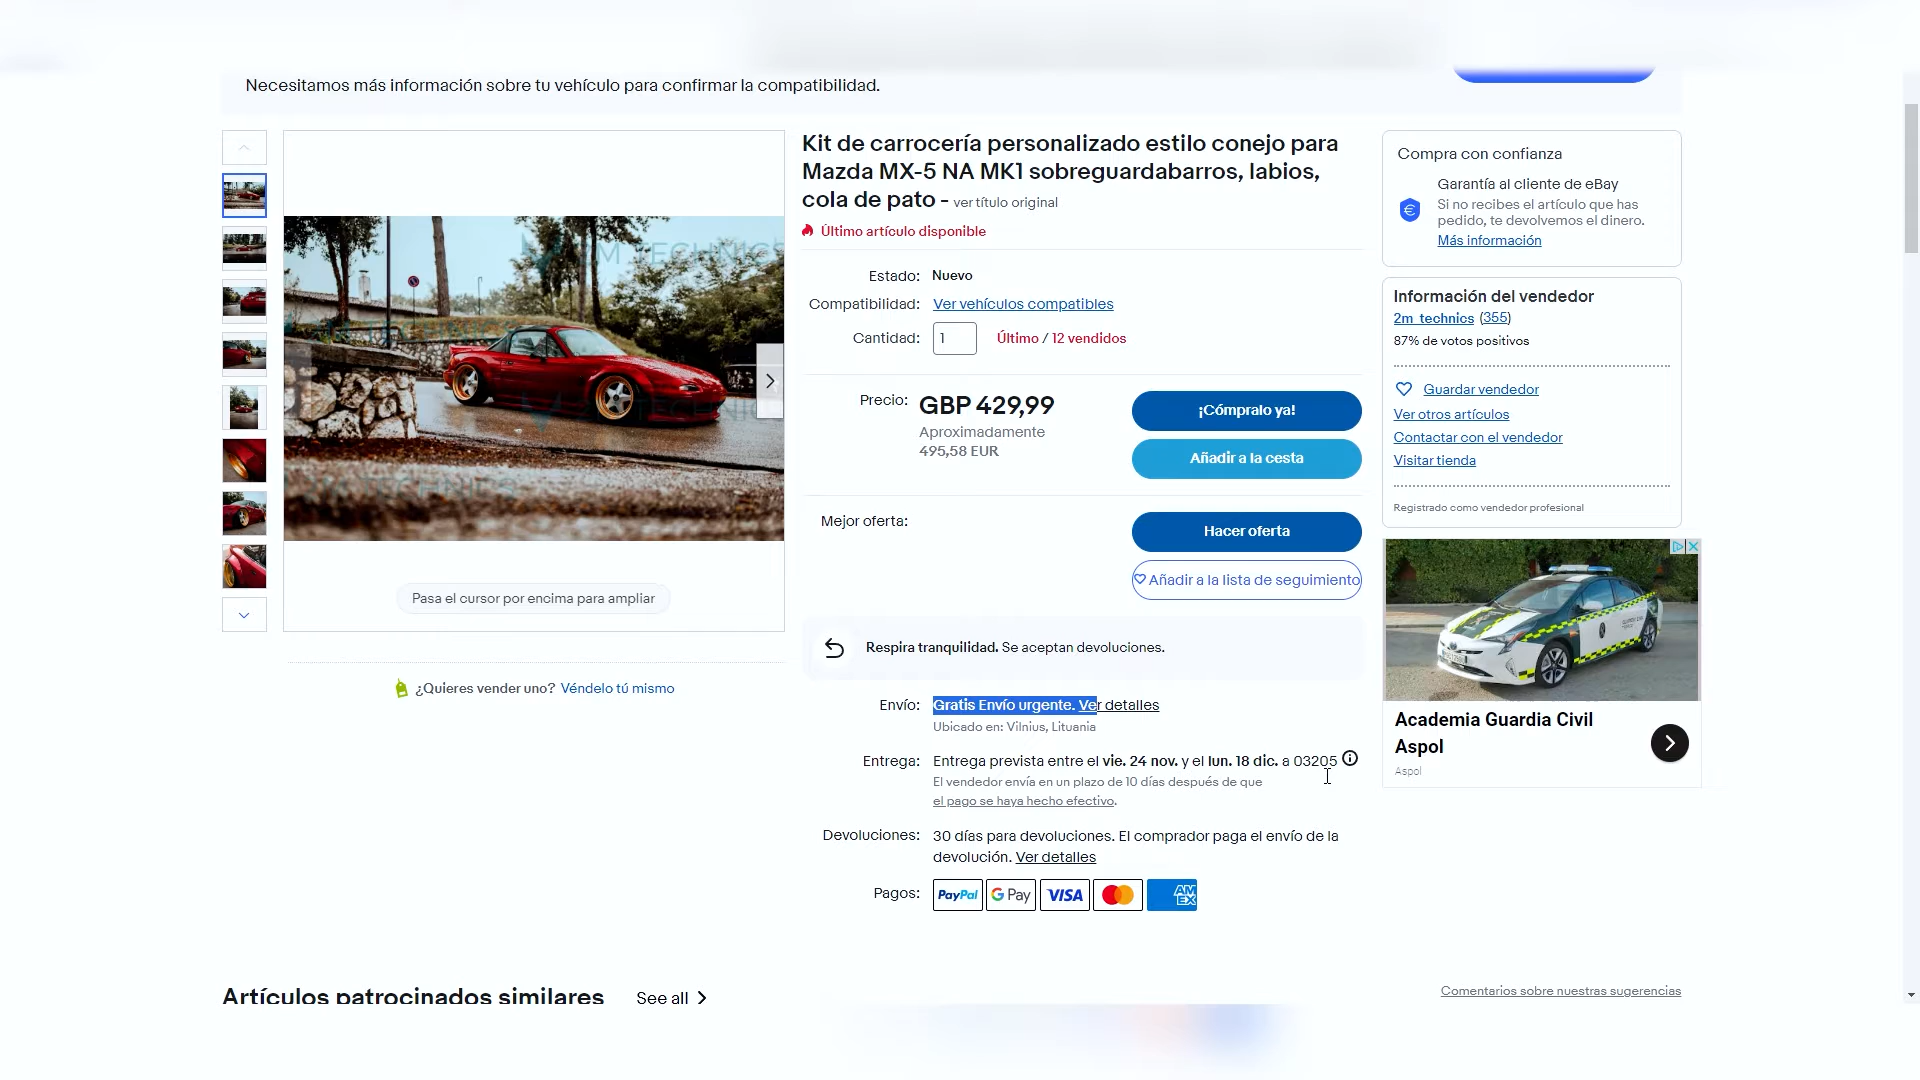 Necesitamos más información sobre tu vehículo para confirmar la compatibilidad.
Kit de carrocería personalizado estilo conejo para
Mazda MX-5 NA MK1 sobreguardabarros, labios,
cola de pato - ver título original
Último artículo disponible
Estado: Nuevo
Compatibilidad: Ver vehículos compatibles
Cantidad: 1 Último / 12 vendidos
Precio: GBP 429,99
Aproximadamente
495,58 EUR
¡Cómpralo ya!
Añadir a la cesta
Mejor oferta:
Hacer oferta
Añadir a la lista de seguimiento
Pasa el cursor por encima para ampliar
¿Quieres vender uno? Véndelo tú mismo
Respira tranquilidad. Se aceptan devoluciones.
Envío: Gratis Envío urgente. Ver detalles
Ubicado en: Vilnius, Lituania
Entrega: Entrega prevista entre el vie. 24 nov. y el lun. 18 dic. a 03205
El vendedor envía en un plazo de 10 días después de que
el pago se haya hecho efectivo.
Devoluciones: 30 días para devoluciones. El comprador paga el envío de la
devolución. Ver detalles
Pagos: PayPal G Pay VISA AMEX
Compra con confianza
Garantía al cliente de eBay
Si no recibes el artículo que has
pedido, te devolvemos el dinero.
Más información
Información del vendedor
2m_technics (355)
87% de votos positivos
Guardar vendedor
Ver otros artículos
Contactar con el vendedor
Visitar tienda
Registrado como vendedor profesional
Academia Guardia Civil
Aspol
Aspol
Artículos patrocinados similares See all
Comentarios sobre nuestras sugerencias